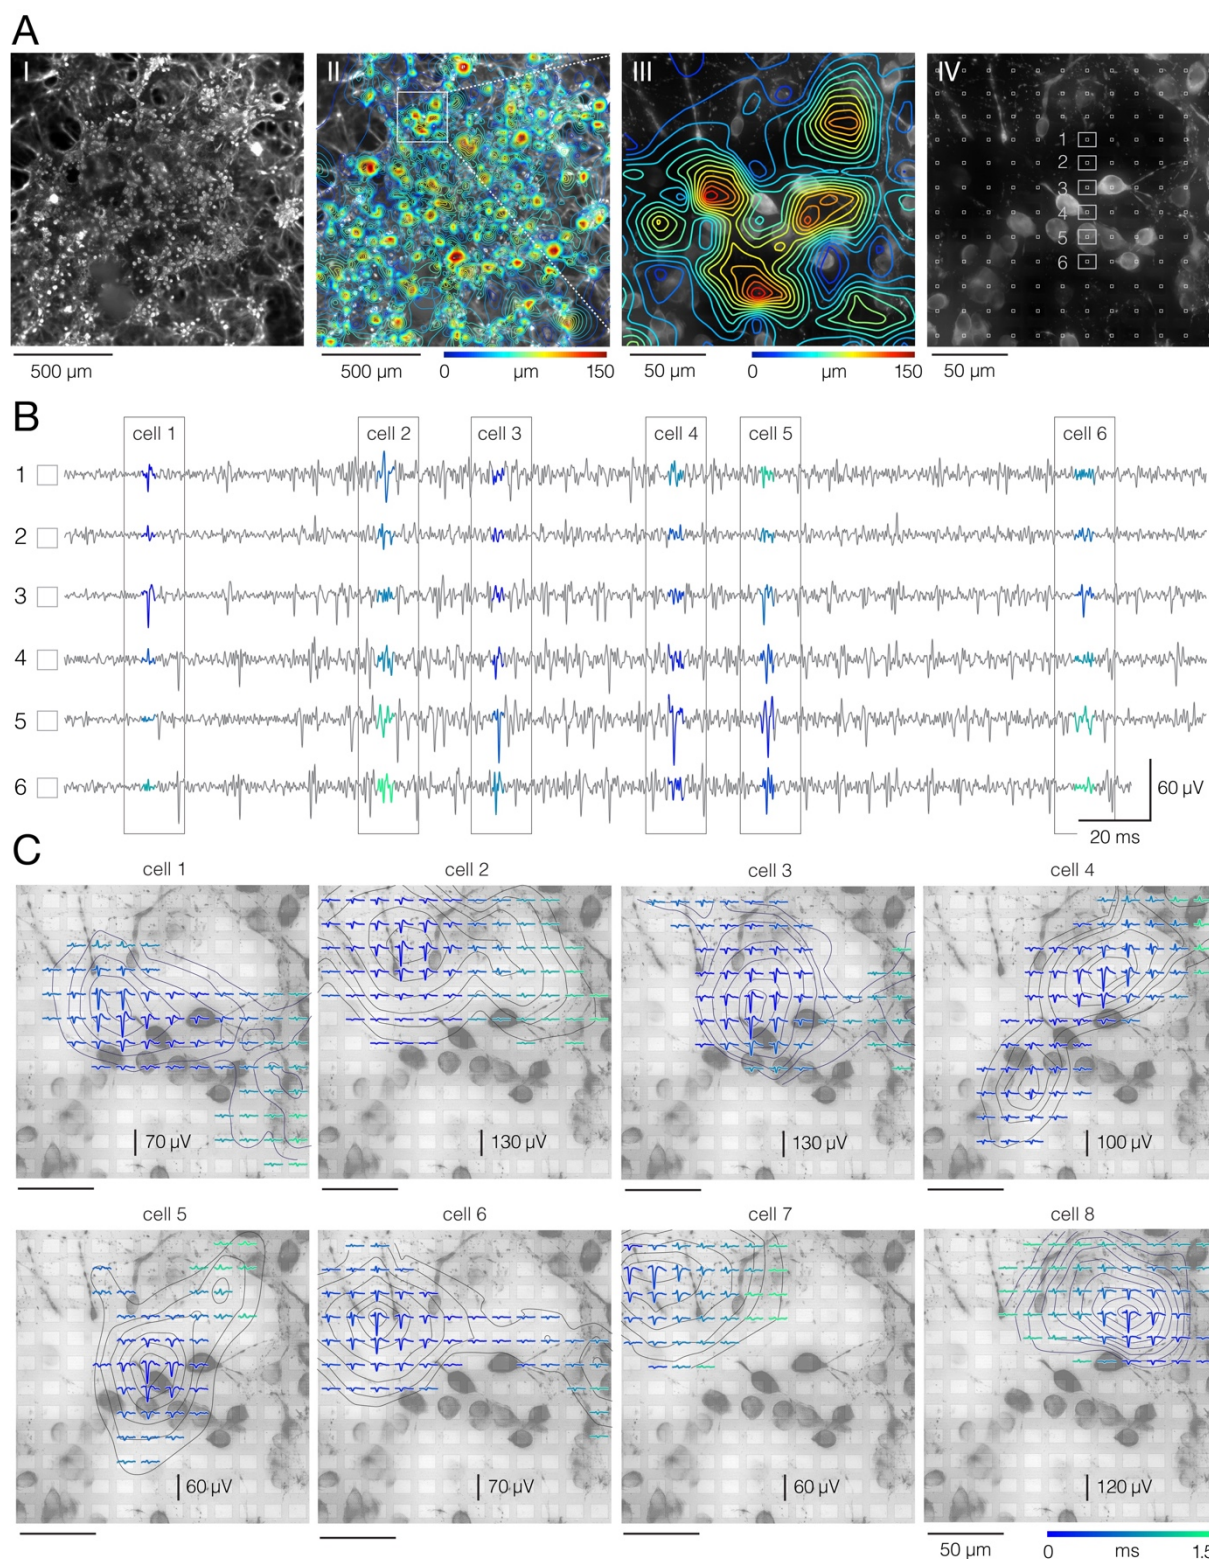 A
I
II
III
IV
1
2
3
4
5
6
500 µm
500 µm
0 µm 150
50 µm
0 µm 150
50 µm
B
cell 1
cell 2
cell 3
cell 4
cell 5
cell 6
1
2
3
4
5
6
60 µV
20 ms
C
cell 1
cell 2
cell 3
cell 4
70 µV
130 µV
130 µV
100 µV
cell 5
cell 6
cell 7
cell 8
60 µV
70 µV
60 µV
120 µV
50 µm
0 ms 1.5